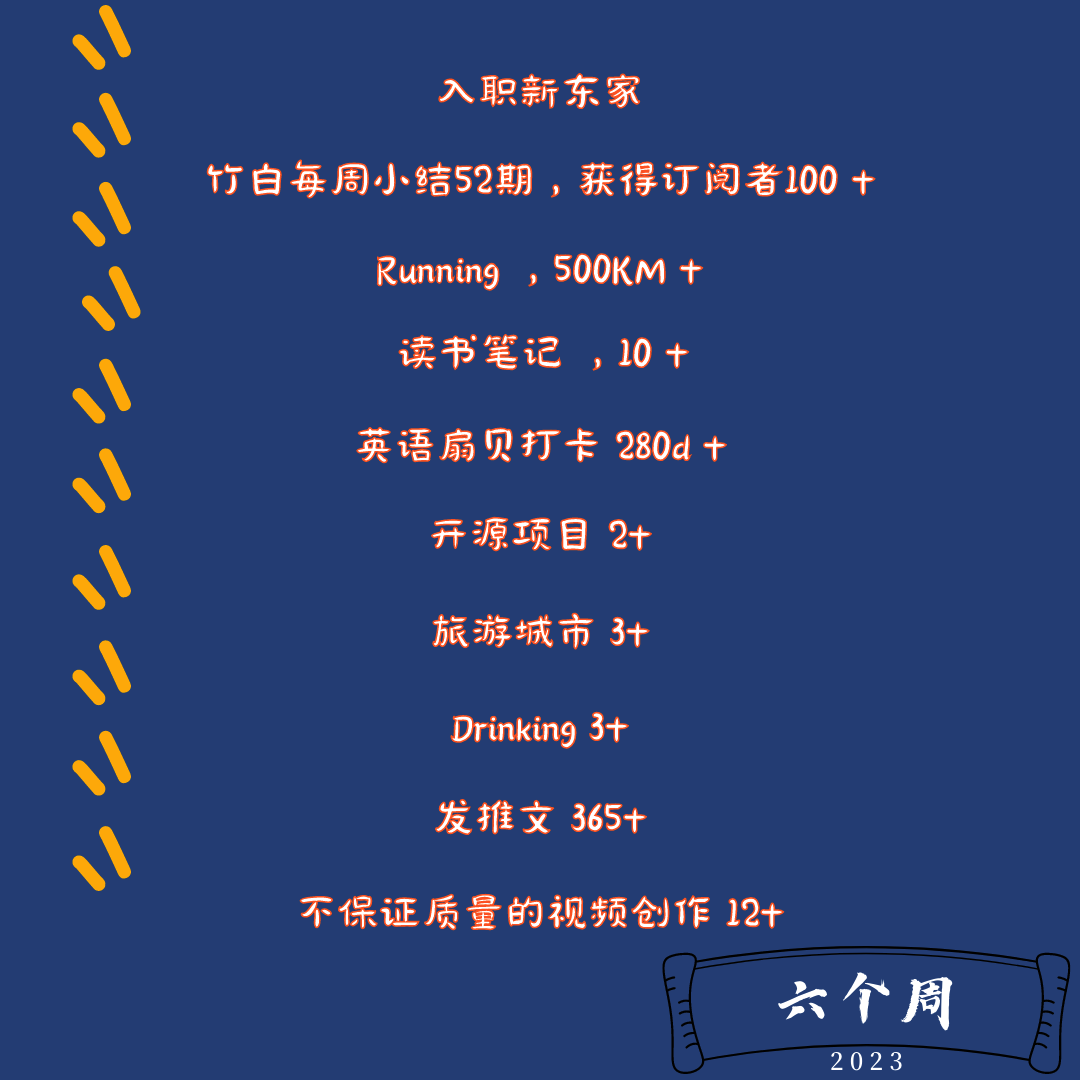 入职新东家
竹白每周小结52期，获得订阅者100 +
Running ，500KM +
读书笔记 ，10 +
英语扇贝打卡 280d +
开源项目 2+
旅游城市 3+
Drinking 3+
发推文 365+
不保证质量的视频创作 12+
六个周
2023